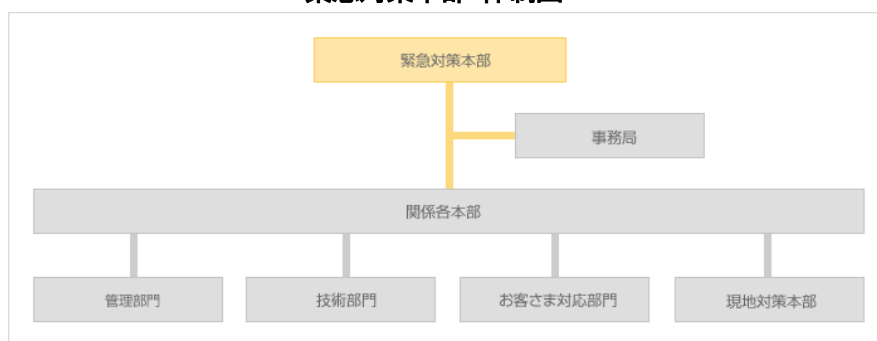 緊急対策本部
事務局
関係各本部
管理部門
技術部門
お客さま対応部門
現地対策本部